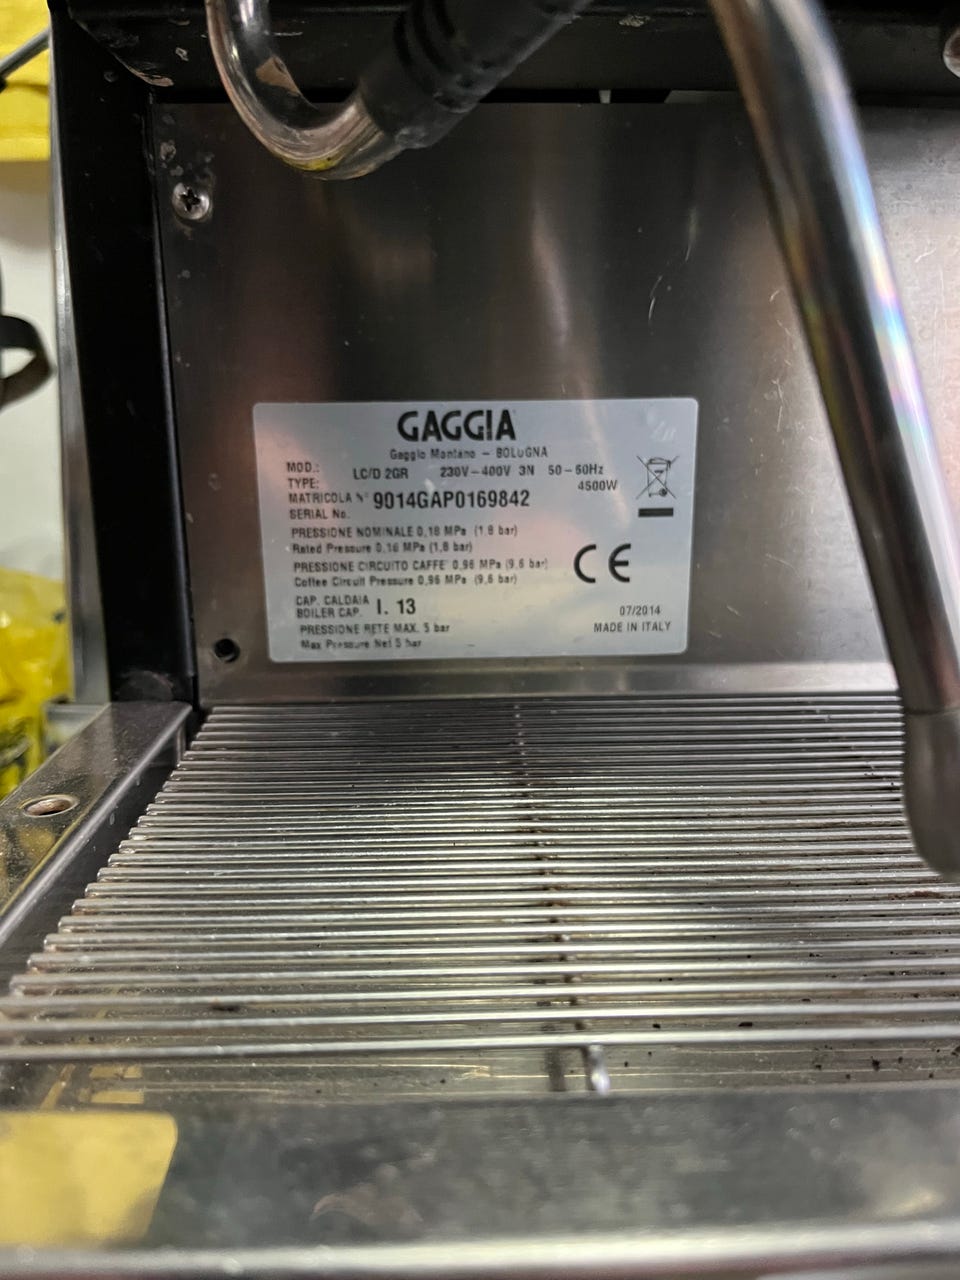 GAGGIA
Gaggio Montano - BOLOGNA
MOD.:
TYPE: LC/D 2GR 230V-400V 3N 50-60Hz
4500W
MATRICOLA N° 9014GAP0169842
SERIAL No.
PRESSIONE NOMINALE 0,18 MPa (1,8 bar)
Rated Pressure 0,18 MPa (1,8 bar)
PRESSIONE CIRCUITO CAFFE' 0,96 MPa (9,6 bar)
Coffee Circuit Pressure 0,96 MPa (9,6 bar)
CE
CAP. CALDAIA
BOILER CAP. l. 13
07/2014
PRESSIONE RETE MAX. 5 bar
MADE IN ITALY
Max Pressure Net 5 bar